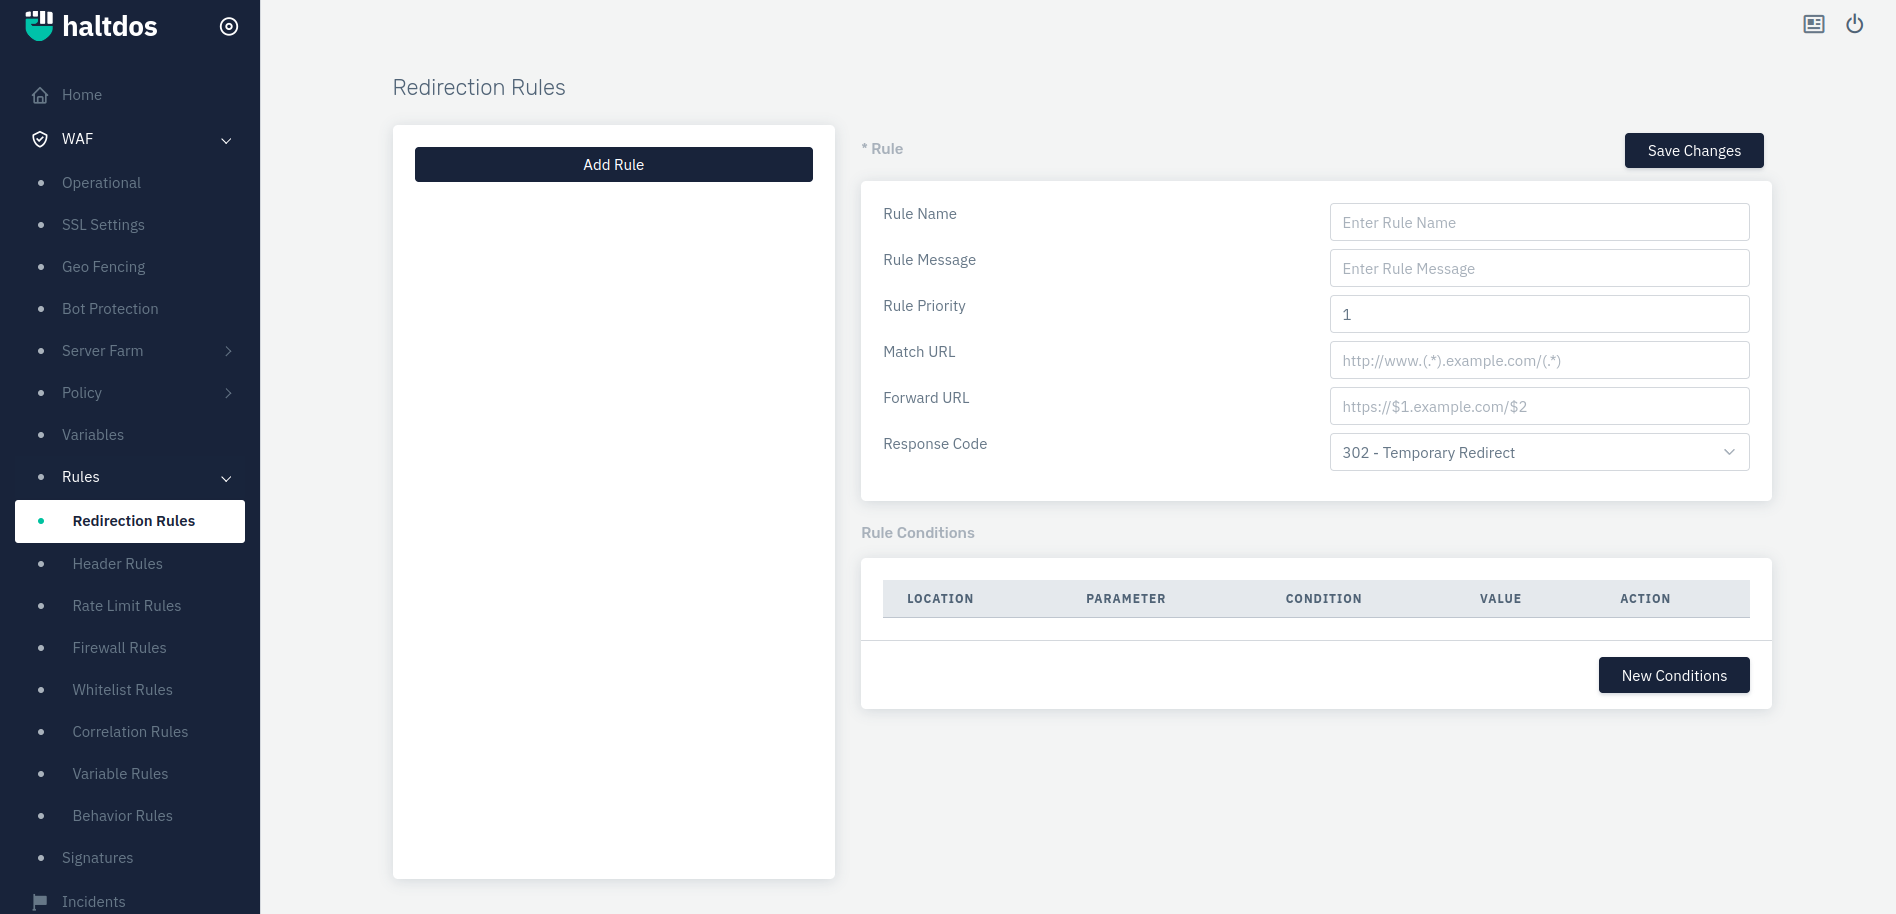 haltdos
Home
WAF
Operational
SSL Settings
Geo Fencing
Bot Protection
Server Farm
Policy
Variables
Rules
Redirection Rules
Header Rules
Rate Limit Rules
Firewall Rules
Whitelist Rules
Correlation Rules
Variable Rules
Behavior Rules
Signatures
Incidents
Redirection Rules
Add Rule
* Rule
Save Changes
Rule Name
Enter Rule Name
Rule Message
Enter Rule Message
Rule Priority
1
Match URL
http://www.(.*).example.com/(.*)
Forward URL
https://$1.example.com/$2
Response Code
302 - Temporary Redirect
Rule Conditions
LOCATION PARAMETER CONDITION VALUE ACTION
New Conditions